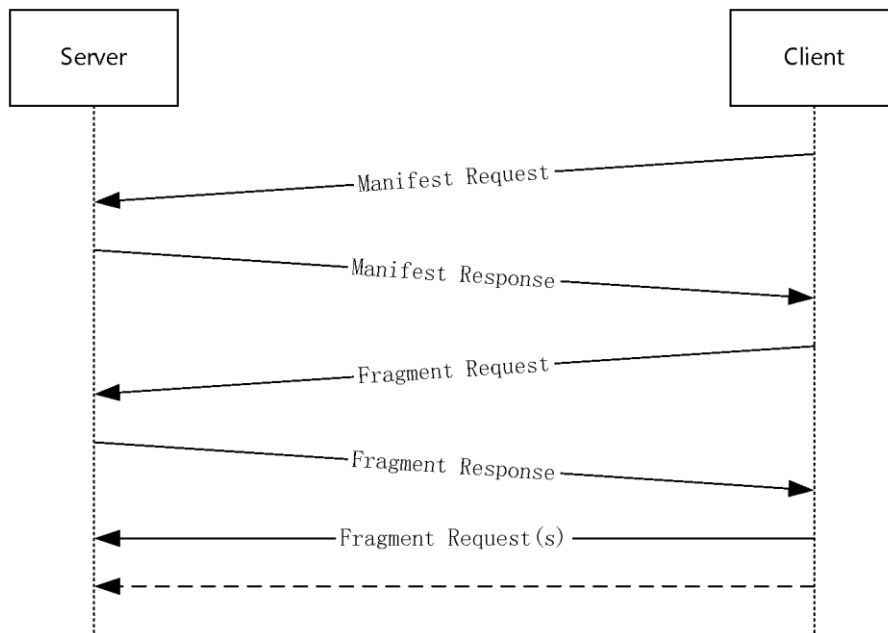 Server
Client
Manifest Request
Manifest Response
Fragment Request
Fragment Response
Fragment Request(s)